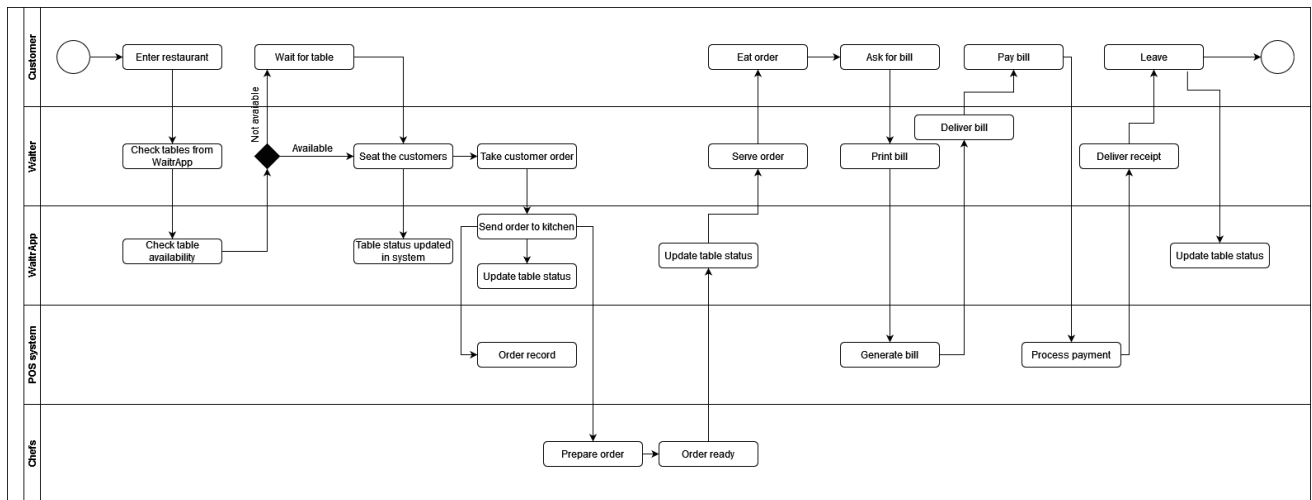 Customer
Enter restaurant
Wait for table
Eat order
Ask for bill
Pay bill
Leave
Not available
Waiter
Check tables from
WaitrApp
Available
Seat the customers
Take customer order
Serve order
Print bill
Deliver bill
Deliver receipt
WaitrApp
Check table
availability
Table status updated
in system
Send order to kitchen
Update table status
Update table status
Update table status
POS system
Order record
Generate bill
Process payment
Chefs
Prepare order
Order ready